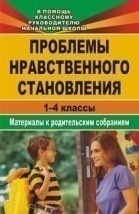 В ПОМОЩЬ КЛАССНОМУ
РУКОВОДИТЕЛЮ
НАЧАЛЬНОЙ ШКОЛЫ
ПРОБЛЕМЫ
НРАВСТВЕННОГО
СТАНОВЛЕНИЯ
1-4 классы
Материалы к родительским собраниям